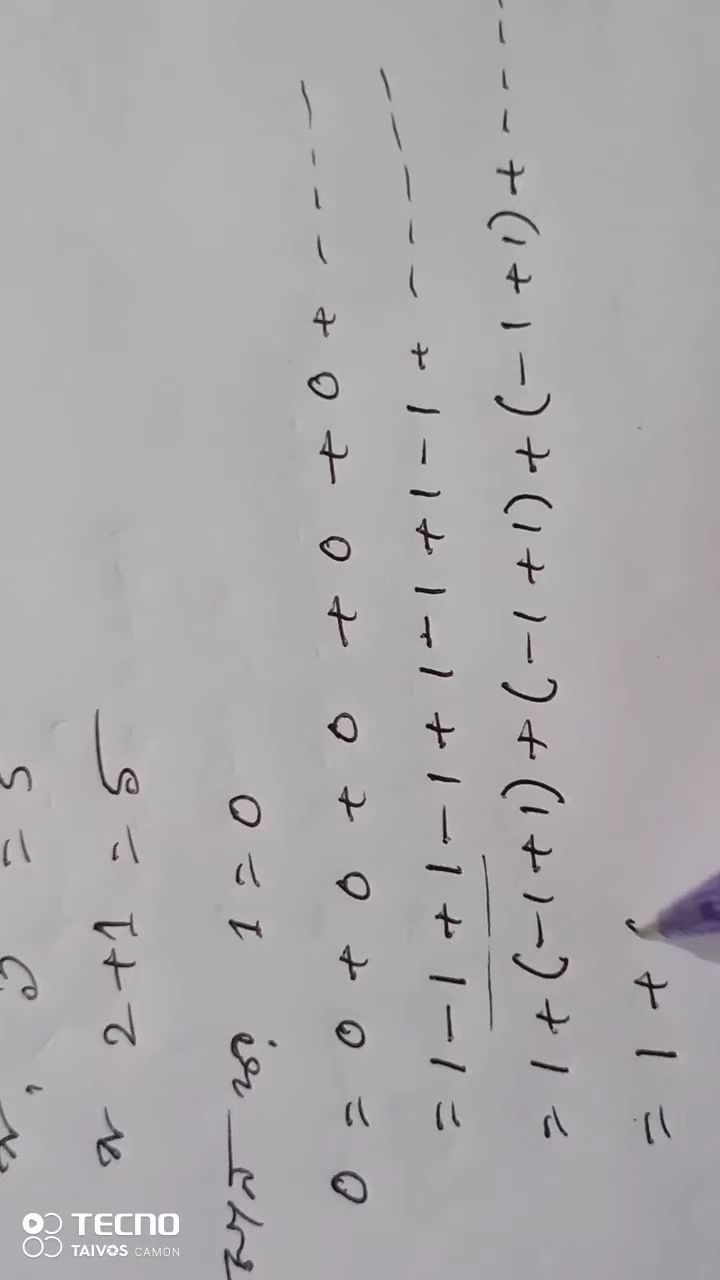 = 5
2 + 1 = 5
1 = 0
0 = 0 + 0 + 0 + 0 + 0 + ----
= 1 - 1 + 1 - 1 + 1 - 1 + 1 - 1 + -----
= 1 + (-1 + 1) + (-1 + 1) + (-1 + 1) + ----
= 1 +
TECNO
TAIVOS CAMON